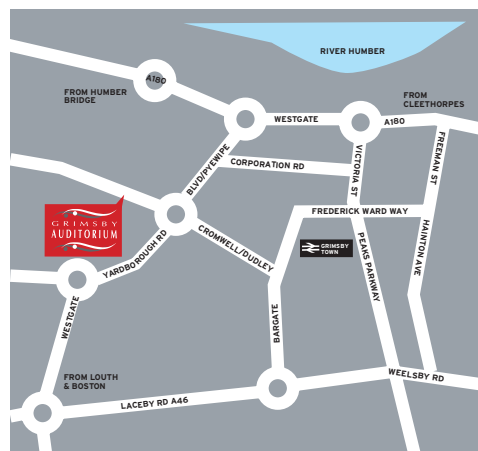 RIVER HUMBER
A180
FROM HUMBER
BRIDGE
FROM
CLEETHORPES
WESTGATE
A180
BLVD/PYEWIPE
CORPORATION RD
VICTORIA ST
FREEMAN ST
GRIMSBY
AUDITORIUM
FREDERICK WARD WAY
CROMWELL/DUDLEY
GRIMSBY
TOWN
HAINTON AVE
PEAKS PARKWAY
YARDBOROUGH RD
WESTGATE
BARGATE
FROM LOUTH
& BOSTON
WEELSBY RD
LACEBY RD A46